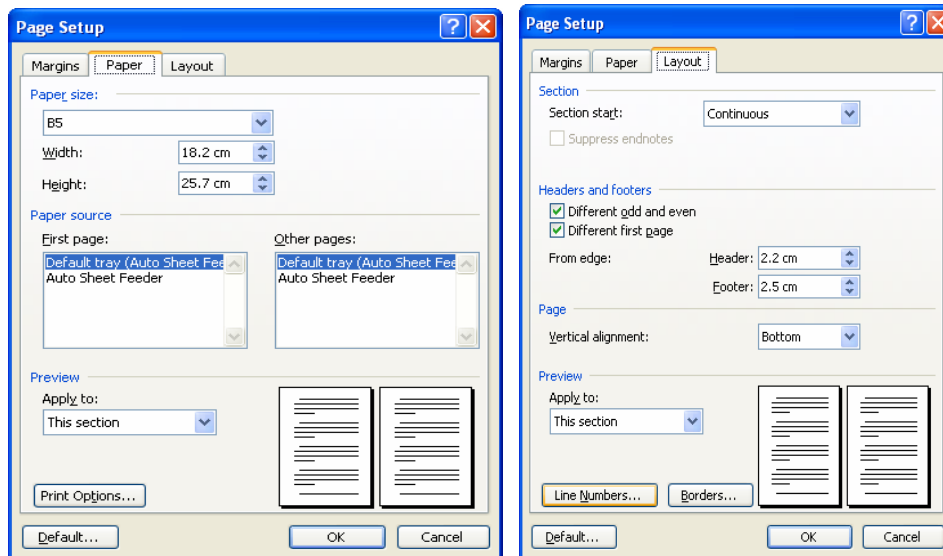 Page Setup
Margins Paper Layout
Paper size:
B5
Width: 18.2 cm
Height: 25.7 cm
Paper source
First page: Other pages:
Default tray (Auto Sheet Fee Default tray (Auto Sheet Fee
Auto Sheet Feeder Auto Sheet Feeder
Preview
Apply to:
This section
Print Options...
Default... OK Cancel
Page Setup
Margins Paper Layout
Section
Section start: Continuous
Suppress endnotes
Headers and footers
Different odd and even
Different first page
From edge: Header: 2.2 cm
Footer: 2.5 cm
Page
Vertical alignment: Bottom
Preview
Apply to:
This section
Line Numbers... Borders...
Default... OK Cancel